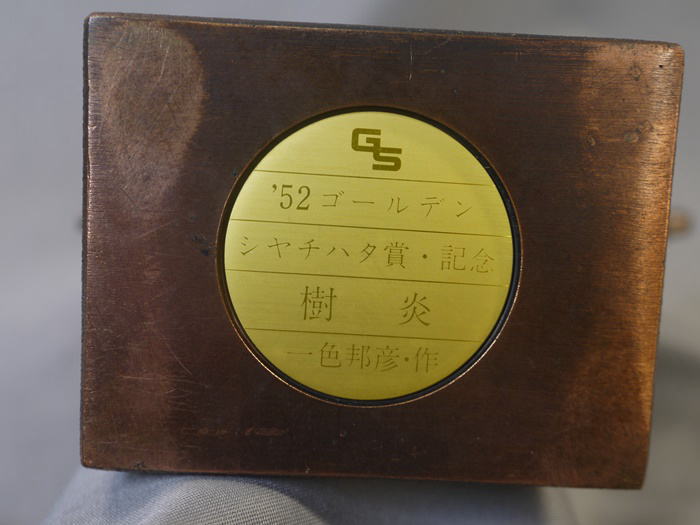 GS
'52ゴールデン
シヤチハタ賞・記念
樹 炎
一色邦彦・作